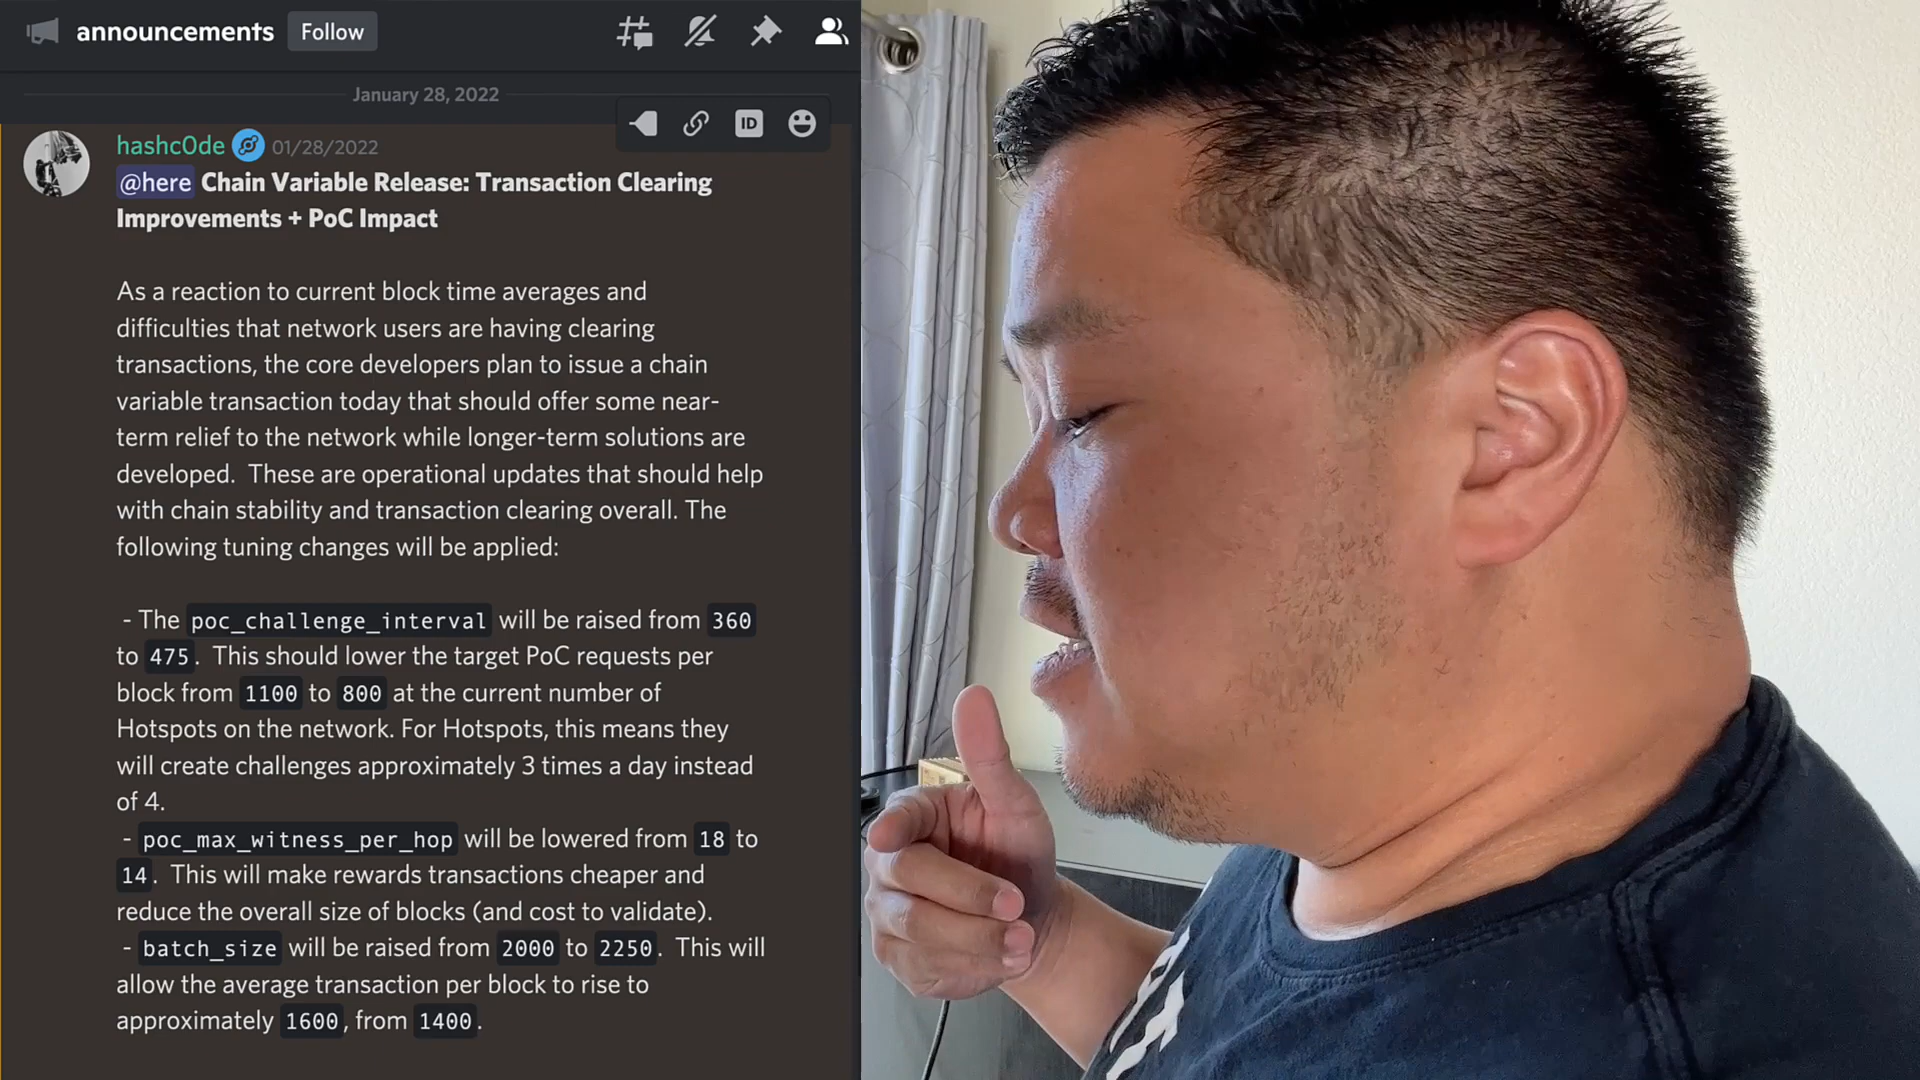 announcements Follow
January 28, 2022
ID
hashc0de 01/28/2022
@here Chain Variable Release: Transaction Clearing
Improvements + PoC Impact
As a reaction to current block time averages and
difficulties that network users are having clearing
transactions, the core developers plan to issue a chain
variable transaction today that should offer some near-
term relief to the network while longer-term solutions are
developed. These are operational updates that should help
with chain stability and transaction clearing overall. The
following tuning changes will be applied:
- The poc_challenge_interval will be raised from 360
to 475. This should lower the target PoC requests per
block from 1100 to 800 at the current number of
Hotspots on the network. For Hotspots, this means they
will create challenges approximately 3 times a day instead
of 4.
- poc_max_witness_per_hop will be lowered from 18 to
14. This will make rewards transactions cheaper and
reduce the overall size of blocks (and cost to validate).
- batch_size will be raised from 2000 to 2250. This will
allow the average transaction per block to rise to
approximately 1600, from 1400.